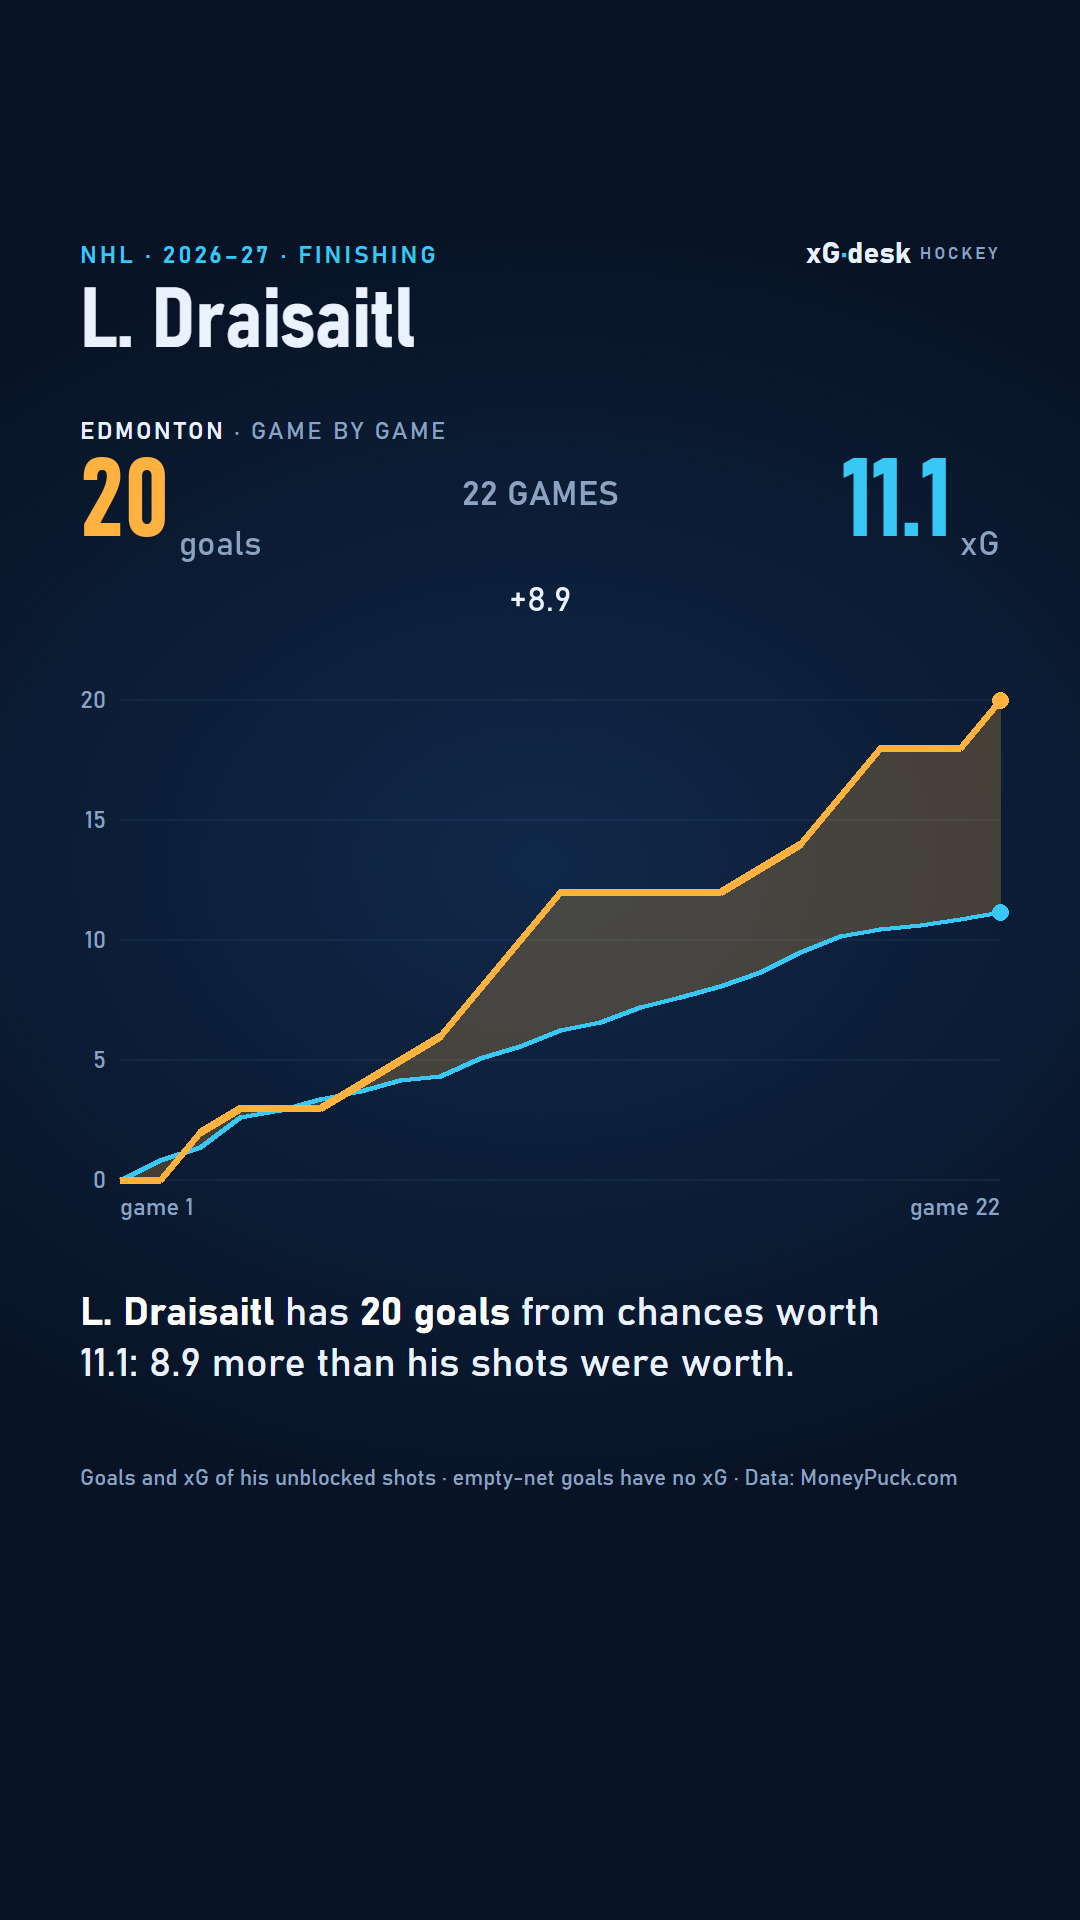 NHL · 2026–27 · FINISHING
xG·desk HOCKEY
L. Draisaitl
EDMONTON · GAME BY GAME
20 goals
22 GAMES
11.1 xG
+8.9
20
15
10
5
0
game 1
game 22
L. Draisaitl has 20 goals from chances worth
11.1: 8.9 more than his shots were worth.
Goals and xG of his unblocked shots · empty-net goals have no xG · Data: MoneyPuck.com